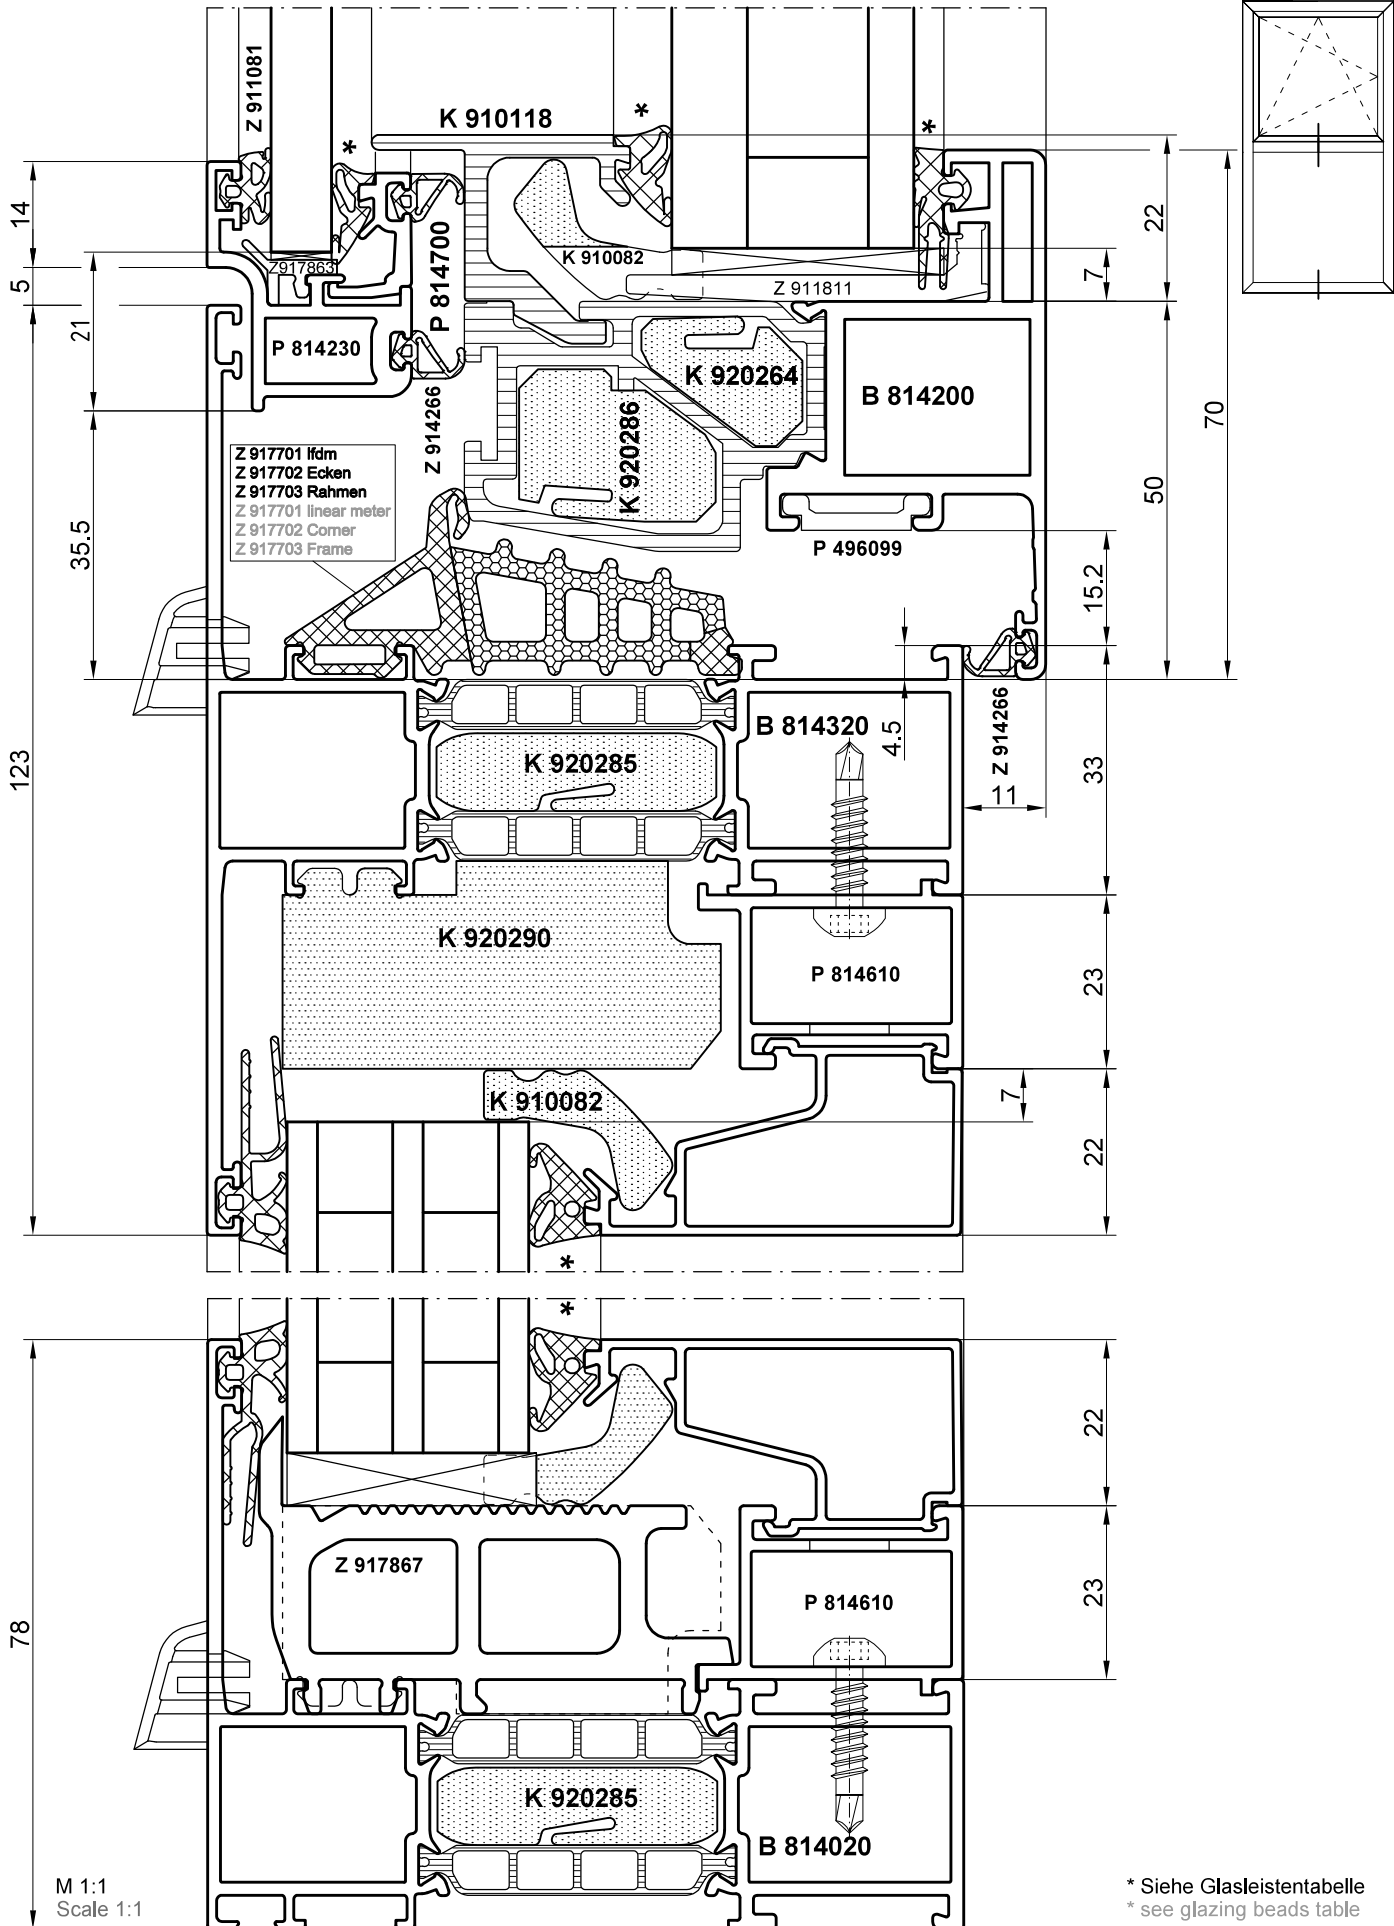 Z 911081
K 910118
*
*
*
14
5
21
35.5
123
Z917863
P 814700
K 910082
Z 911811
22
7
P 814230
K 920264
B 814200
Z 914266
K 920286
70
50
Z 917701 lfdm
Z 917702 Ecken
Z 917703 Rahmen
Z 917701 linear meter
Z 917702 Corner
Z 917703 Frame
P 496099
15.2
B 814320
4.5
Z 914266
K 920285
33
11
K 920290
P 814610
23
K 910082
7
22
*
*
22
Z 917867
P 814610
23
78
K 920285
B 814020
M 1:1
Scale 1:1
* Siehe Glasleistentabelle
* see glazing beads table